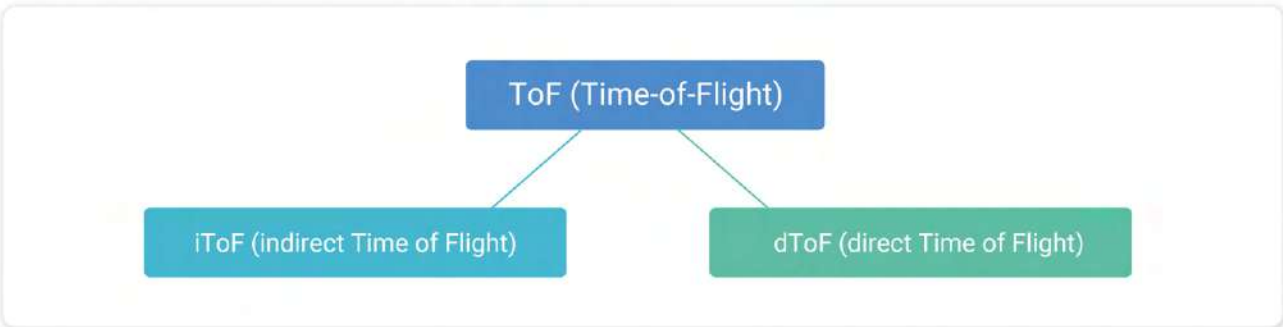 ToF (Time-of-Flight)
iToF (indirect Time of Flight)
dToF (direct Time of Flight)